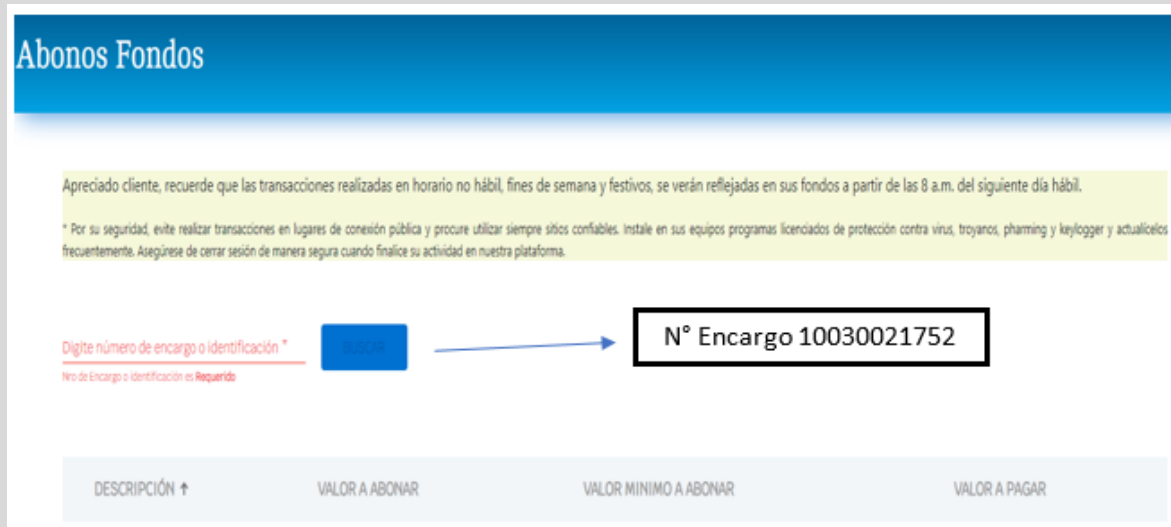 Abonos Fondos
Apreciado cliente, recuerde que las transacciones realizadas en horario no hábil, fines de semana y festivos, se verán reflejadas en sus fondos a partir de las 8 a.m. del siguiente día hábil.
* Por su seguridad, evite realizar transacciones en lugares de conexión pública y procure utilizar siempre sitios confiables. Instale en sus equipos programas licenciados de protección contra virus, troyanos, pharming y keylogger y actualícelos
frecuentemente. Asegúrese de cerrar sesión de manera segura cuando finalice su actividad en nuestra plataforma.
Digite número de encargo o identificación *
BUSCAR
N° Encargo 10030021752
Nro de Encargo o identificación es Requerido
DESCRIPCIÓN ↑ VALOR A ABONAR VALOR MINIMO A ABONAR VALOR A PAGAR